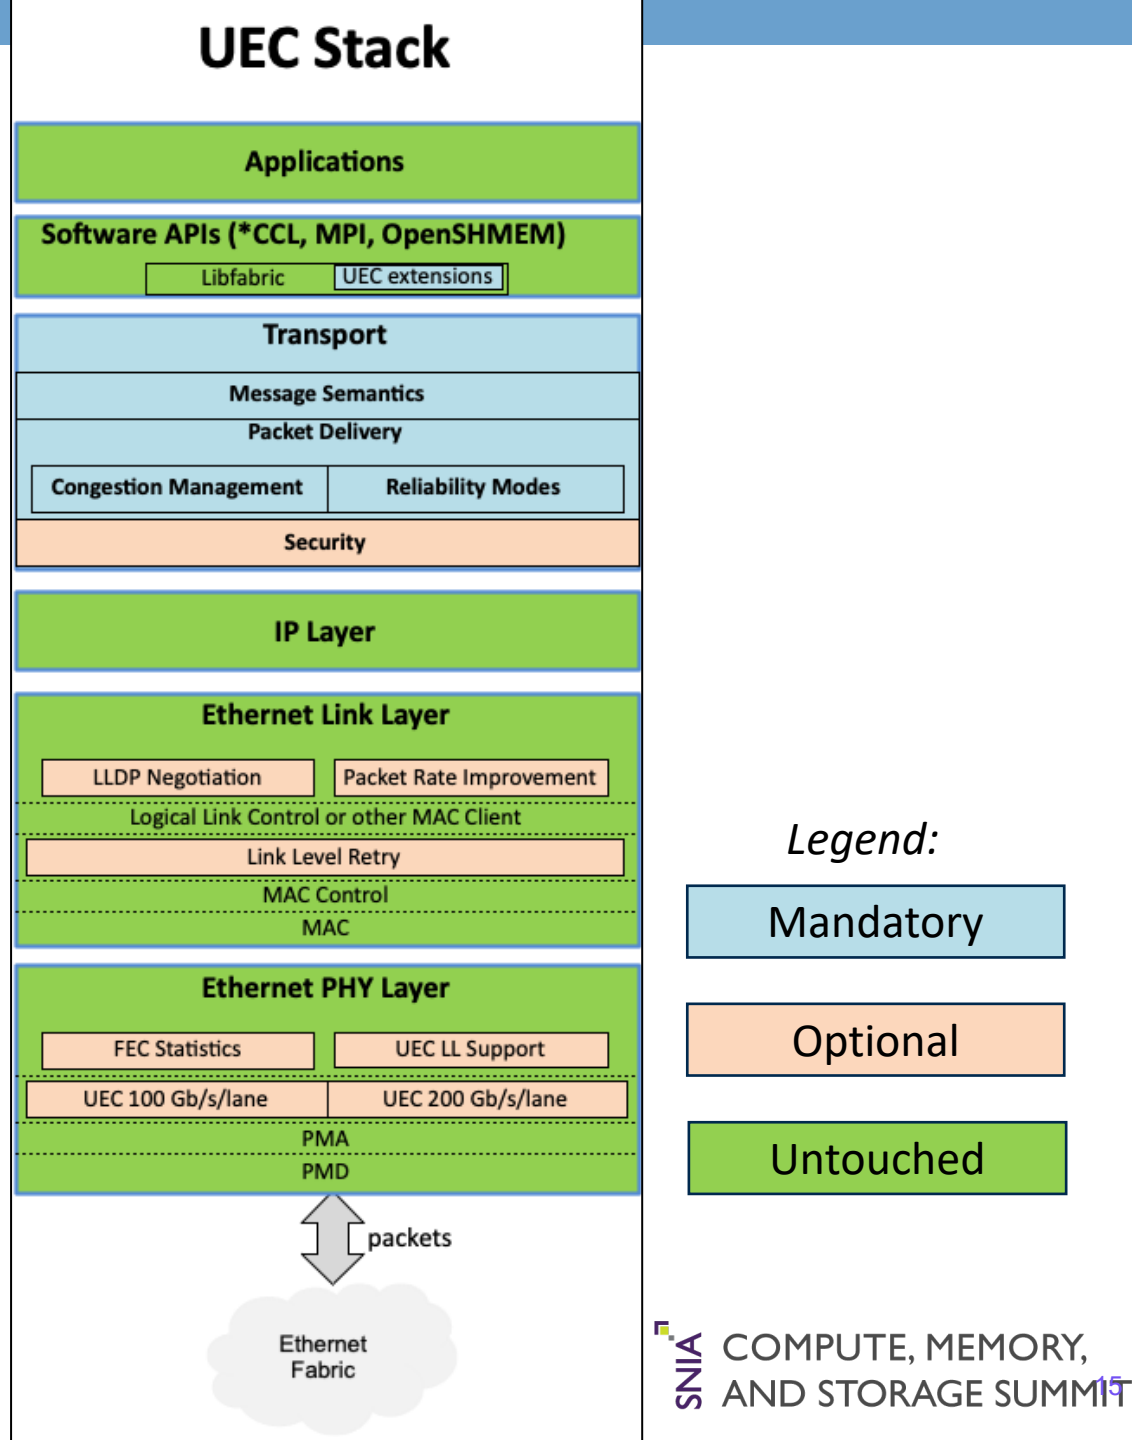 UEC Stack
Applications
Software APIs (*CCL, MPI, OpenSHMEM)
Libfabric
UEC extensions
Transport
Message Semantics
Packet Delivery
Congestion Management
Reliability Modes
Security
IP Layer
Ethernet Link Layer
LLDP Negotiation
Packet Rate Improvement
Logical Link Control or other MAC Client
Link Level Retry
MAC Control
MAC
Ethernet PHY Layer
FEC Statistics
UEC LL Support
UEC 100 Gb/s/lane
UEC 200 Gb/s/lane
PMA
PMD
packets
Ethernet
Fabric
Legend:
Mandatory
Optional
Untouched
SNIA
COMPUTE, MEMORY,
AND STORAGE SUMMIT
15